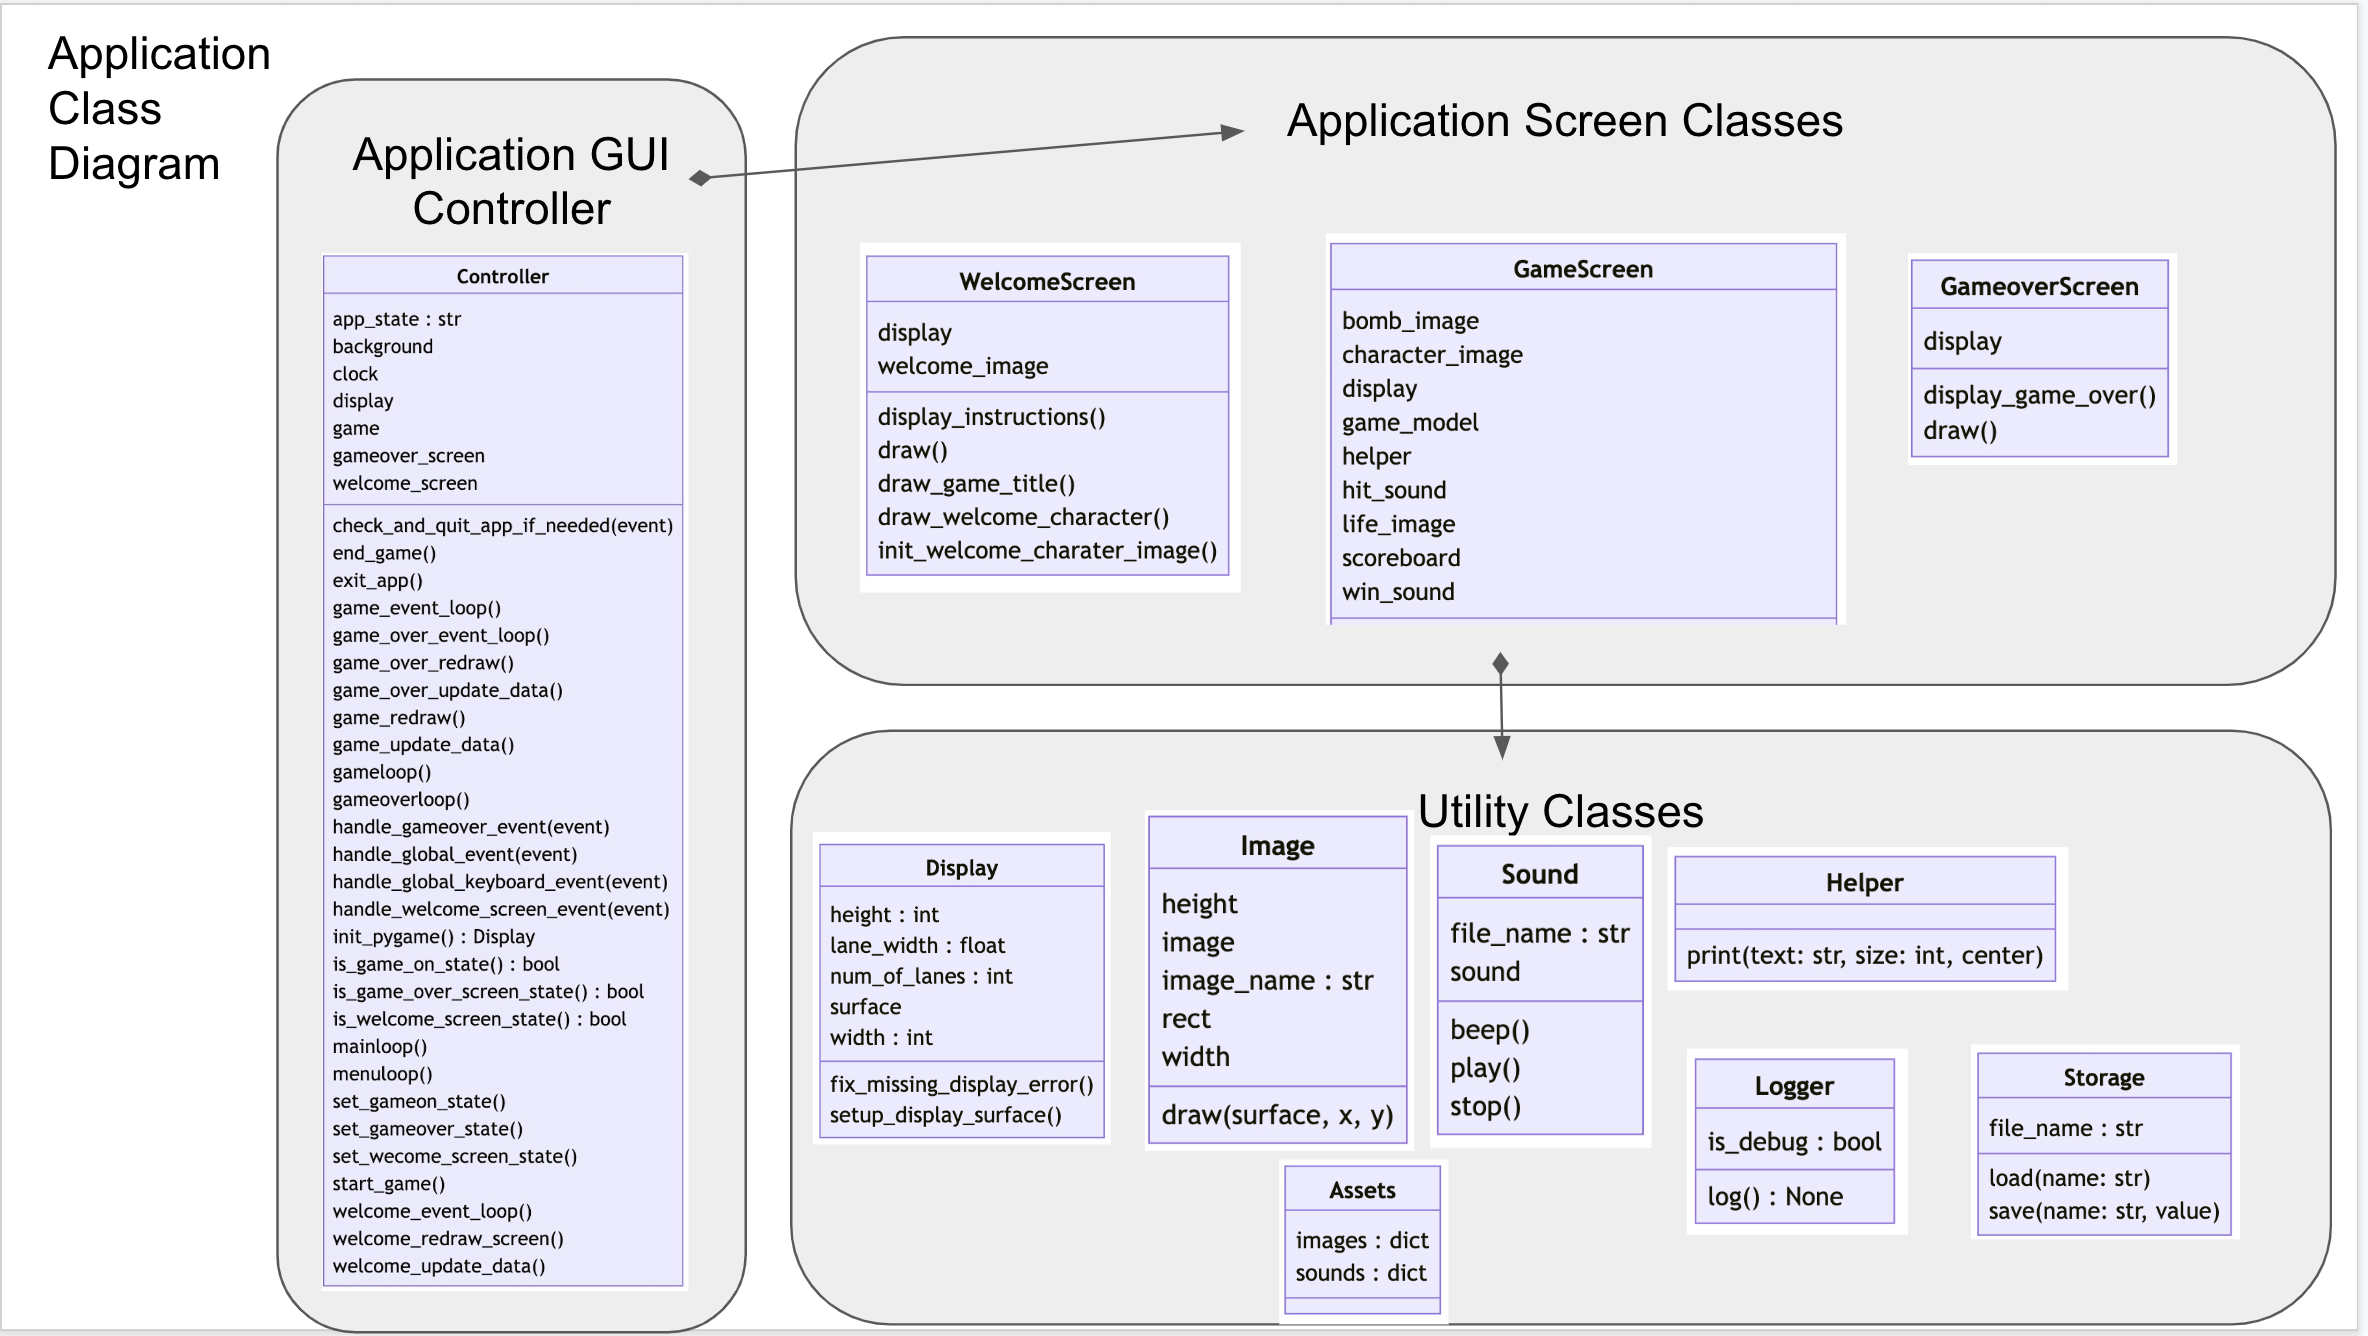 Application
Class
Diagram
Application GUI
Controller
Controller
app_state : str
background
clock
display
game
gameover_screen
welcome_screen
check_and_quit_app_if_needed(event)
end_game()
exit_app()
game_event_loop()
game_over_event_loop()
game_over_redraw()
game_over_update_data()
game_redraw()
game_update_data()
gameloop()
gameoverloop()
handle_gameover_event(event)
handle_global_event(event)
handle_global_keyboard_event(event)
handle_welcome_screen_event(event)
init_pygame() : Display
is_game_on_state() : bool
is_game_over_screen_state() : bool
is_welcome_screen_state() : bool
mainloop()
menuloop()
set_gameon_state()
set_gameover_state()
set_wecome_screen_state()
start_game()
welcome_event_loop()
welcome_redraw_screen()
welcome_update_data()
Application Screen Classes
WelcomeScreen
display
welcome_image
display_instructions()
draw()
draw_game_title()
draw_welcome_character()
init_welcome_charater_image()
GameScreen
bomb_image
character_image
display
game_model
helper
hit_sound
life_image
scoreboard
win_sound
GameoverScreen
display
display_game_over()
draw()
Utility Classes
Display
height : int
lane_width : float
num_of_lanes : int
surface
width : int
fix_missing_display_error()
setup_display_surface()
Image
height
image
image_name : str
rect
width
draw(surface, x, y)
Sound
file_name : str
sound
beep()
play()
stop()
Helper
print(text: str, size: int, center)
Assets
images : dict
sounds : dict
Logger
is_debug : bool
log() : None
Storage
file_name : str
load(name: str)
save(name: str, value)